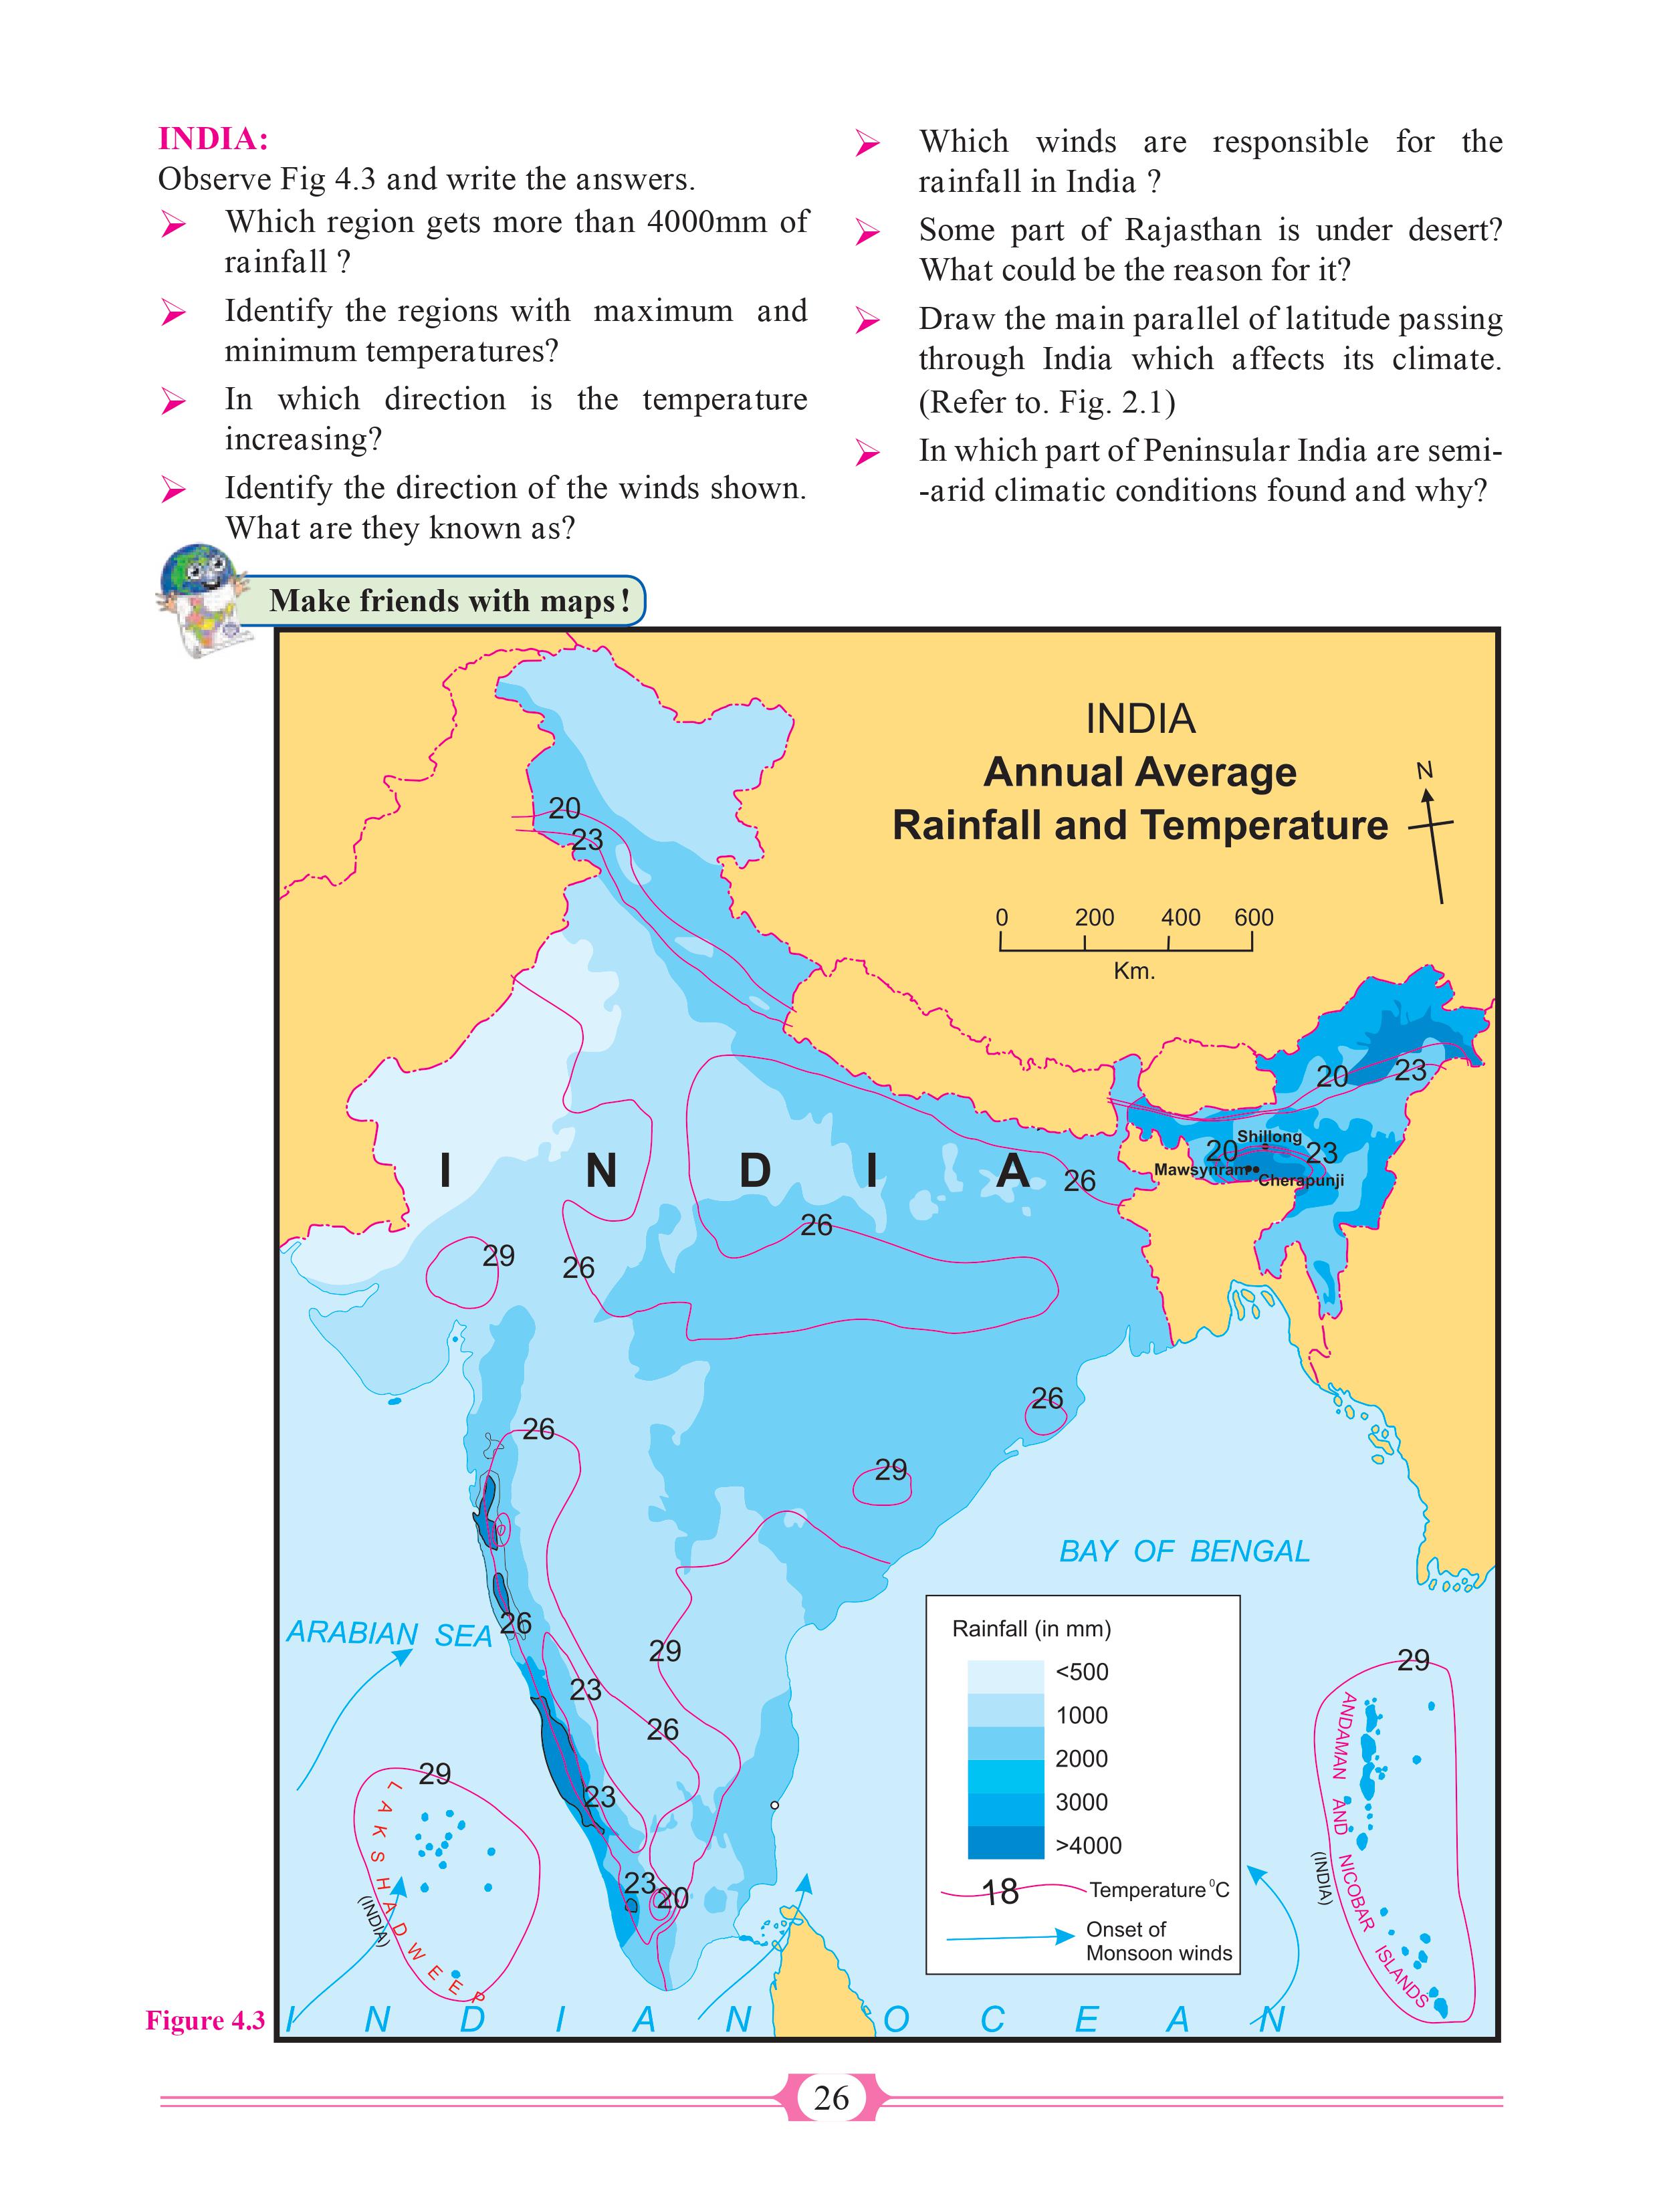 INDIA:
Observe Fig 4.3 and write the answers.
Which region gets more than 4000mm of
rainfall ?
Identify the regions with maximum and
minimum temperatures?
In which direction is the temperature
increasing?
Identify the direction of the winds shown.
What are they known as?
Which winds are responsible for the
rainfall in India ?
Some part of Rajasthan is under desert?
What could be the reason for it?
Draw the main parallel of latitude passing
through India which affects its climate.
(Refer to. Fig. 2.1)
In which part of Peninsular India are semi-
-arid climatic conditions found and why?
Make friends with maps!
INDIA
Annual Average
Rainfall and Temperature
N
0 200 400 600
Km.
20
23
20 23
Shillong
20 23
Mawsynram
Cherapunji
I N D I A
26
26
29
26
26
26
29
BAY OF BENGAL
ARABIAN SEA
26
29
23
26
23
23
20
29
LAKSHADWEEP
(INDIA)
29
ANDAMAN AND NICOBAR ISLANDS
(INDIA)
Rainfall (in mm)
<500
1000
2000
3000
>4000
18 Temperature ⁰C
Onset of
Monsoon winds
INDIAN OCEAN
Figure 4.3
26